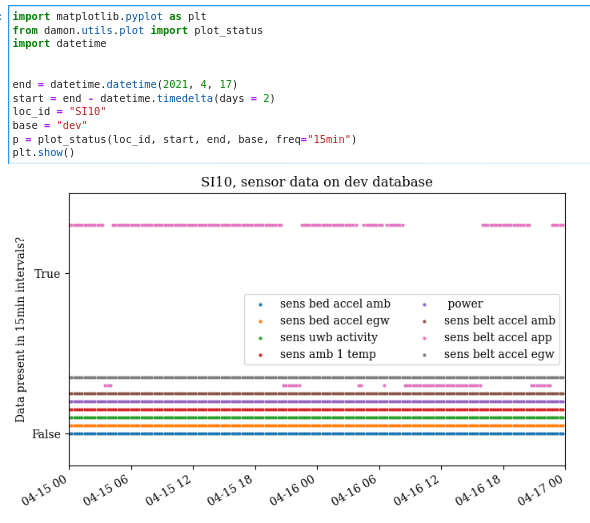 import matplotlib.pyplot as plt
from damon.utils.plot import plot_status
import datetime
end = datetime.datetime(2021, 4, 17)
start = end - datetime.timedelta(days = 2)
loc_id = "SI10"
base = "dev"
p = plot_status(loc_id, start, end, base, freq="15min")
plt.show()
SI10, sensor data on dev database
Data present in 15min intervals?
True
False
sens bed accel amb
sens bed accel egw
sens uwb activity
sens amb 1 temp
power
sens belt accel amb
sens belt accel app
sens belt accel egw
04-15 00
04-15 06
04-15 12
04-15 18
04-16 00
04-16 06
04-16 12
04-16 18
04-17 00